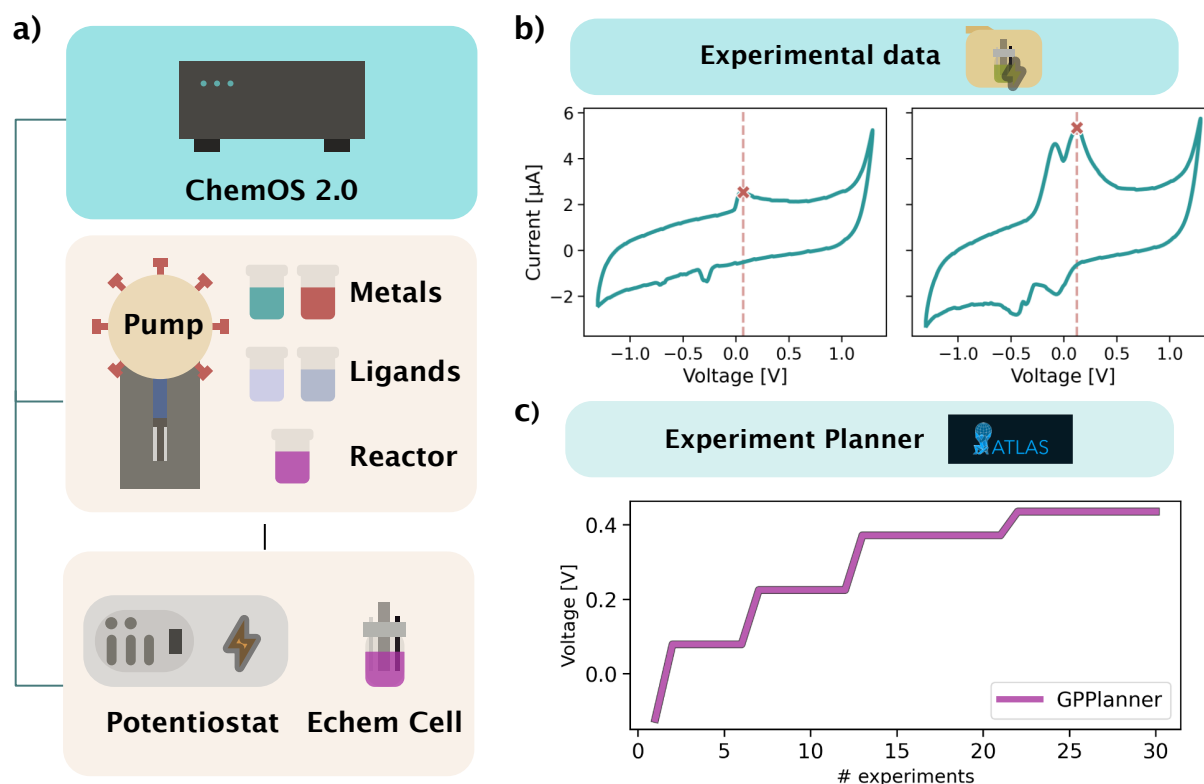 a)
ChemOS 2.0
Pump
Metals
Ligands
Reactor
Potentiostat
Echem Cell
b)
Experimental data
6
4
2
0
−2
Current [μA]
−1.0 −0.5 0.0 0.5 1.0
Voltage [V]
−1.0 −0.5 0.0 0.5 1.0
Voltage [V]
c)
Experiment Planner
ATLAS
0.4
0.2
0.0
Voltage [V]
GPPlanner
0 5 10 15 20 25 30
# experiments